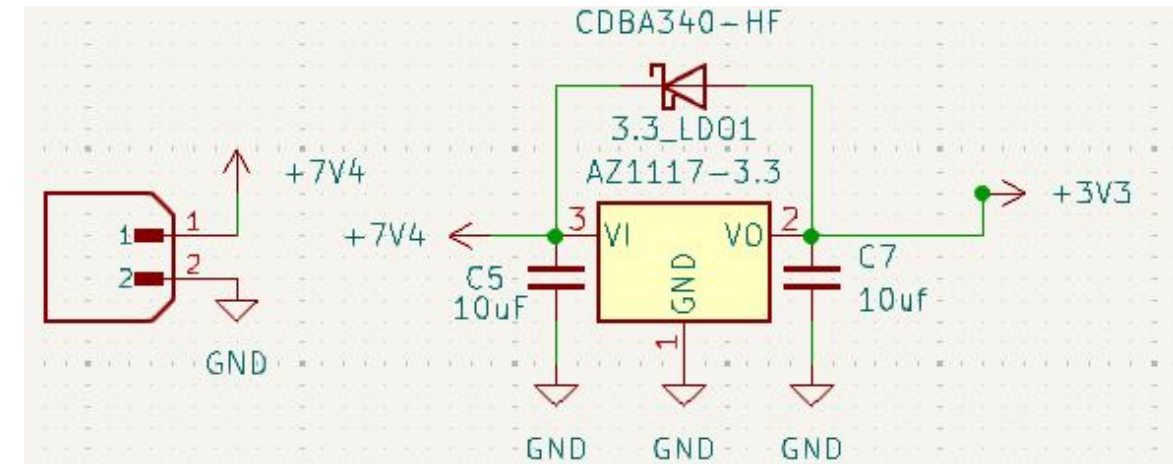 CDBA340-HF
3.3_LDO1
AZ1117-3.3
+7V4
1
1
2
2
GND
+7V4
3
VI
VO
2
GND
1
C5
10uF
C7
10uf
+3V3
GND
GND
GND